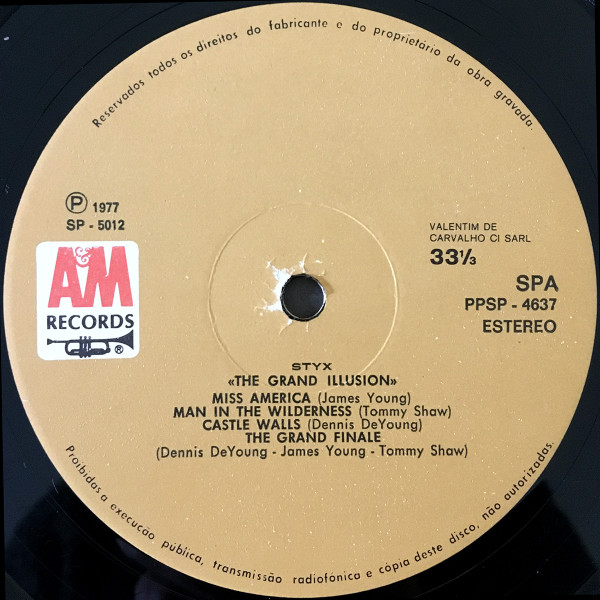 Reservados todos os direitos do fabricante e do proprietário da obra gravada.
Ⓟ 1977
SP - 5012
A&M
RECORDS
®
VALENTIM DE
CARVALHO CI SARL
33⅓
SPA
PPSP - 4637
ESTEREO
STYX
«THE GRAND ILLUSION»
MISS AMERICA (James Young)
MAN IN THE WILDERNESS (Tommy Shaw)
CASTLE WALLS (Dennis DeYoung)
THE GRAND FINALE
(Dennis DeYoung - James Young - Tommy Shaw)
Proibidas a execução pública, transmissão radiofónica e cópia deste disco, não autorizadas.